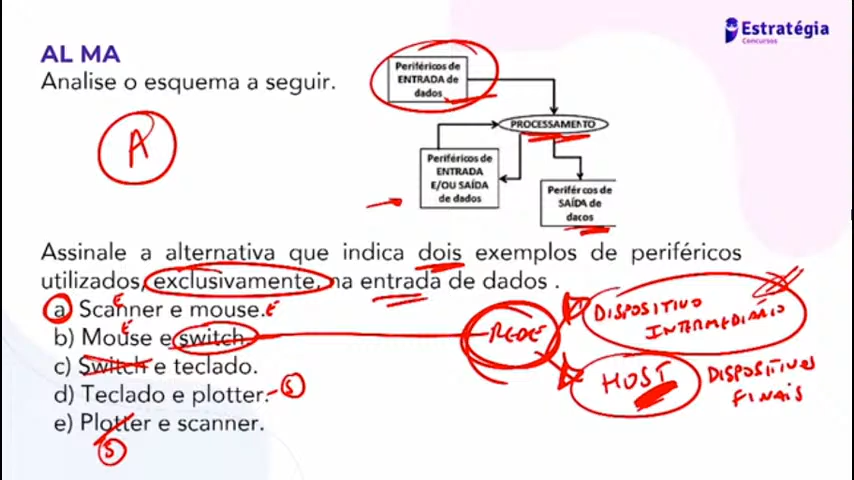 Estratégia
Concursos
AL MA
Analise o esquema a seguir.
A
Periféricos de
ENTRADA de
dados
PROCESSAMENTO
Periféricos de
ENTRADA
E/OU SAÍDA
de dados
Periféricos de
SAÍDA de
dacos
Assinale a alternativa que indica dois exemplos de periféricos
utilizados, exclusivamente, na entrada de dados .
a) Scanner e mouse. E
E
b) Mouse e switch.
E
c) Switch e teclado.
d) Teclado e plotter. S
e) Plotter e scanner.
S
REDE
DISPOSITIVO
INTERMEDIÁRIO
HOST
DISPOSITIVOS
FINAIS